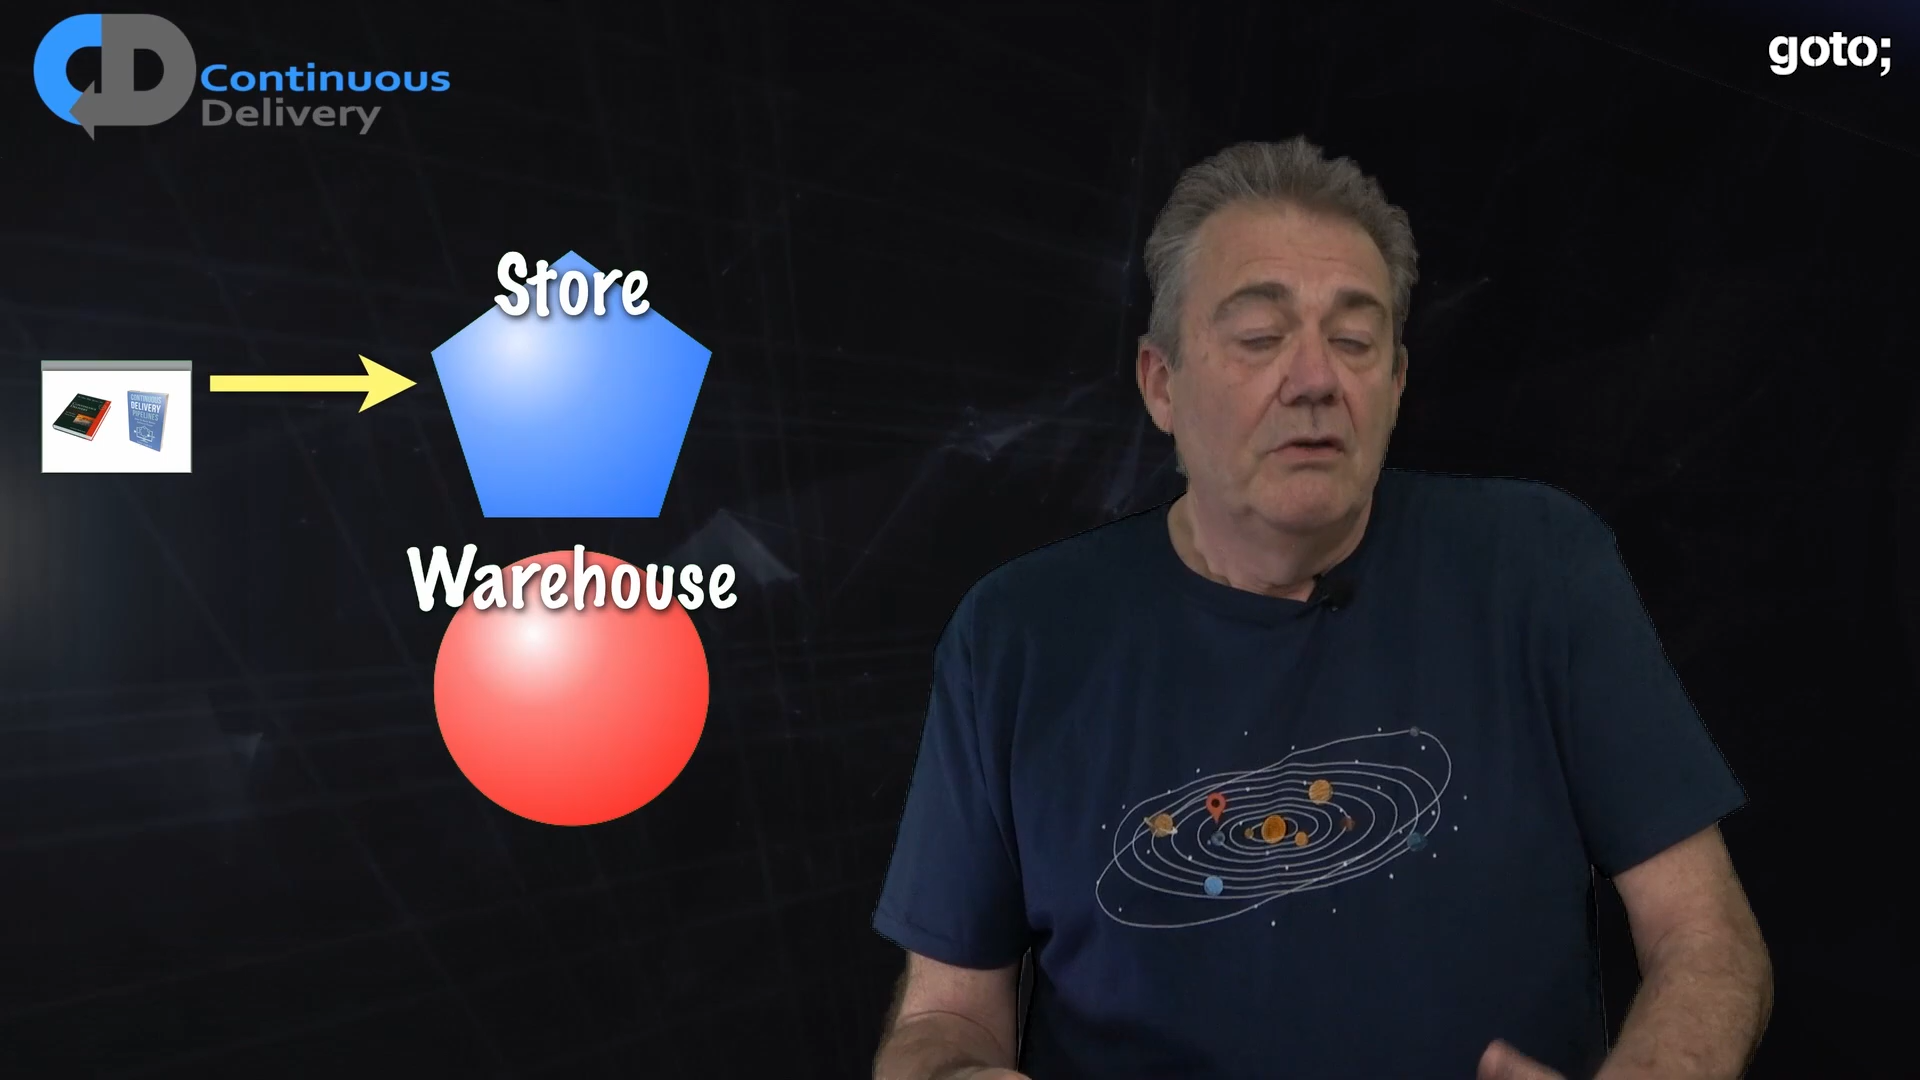 Continuous
Delivery
goto;
Store
CONTINUOUS
DELIVERY
PIPELINES
Warehouse